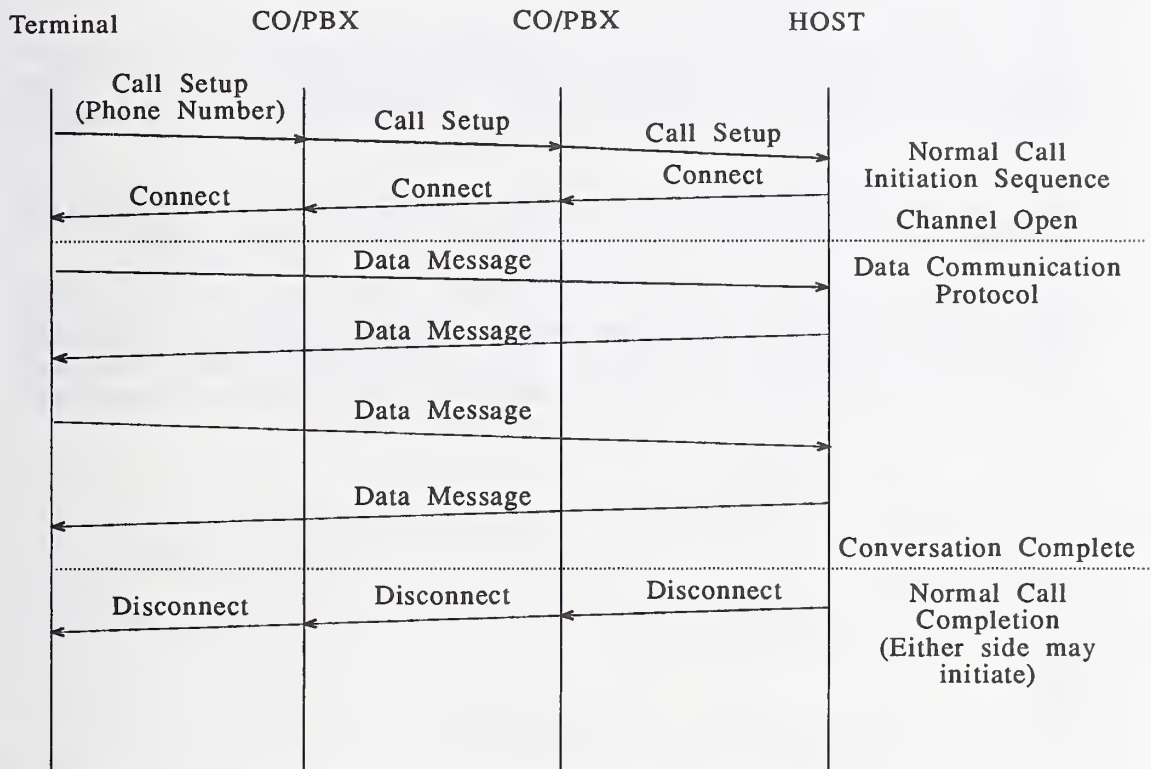 Terminal CO/PBX CO/PBX HOST
Call Setup
(Phone Number)
Call Setup
Call Setup
Normal Call
Initiation Sequence
Connect
Connect
Connect
Channel Open
Data Message
Data Communication
Protocol
Data Message
Data Message
Data Message
Conversation Complete
Disconnect
Disconnect
Disconnect
Normal Call
Completion
(Either side may
initiate)